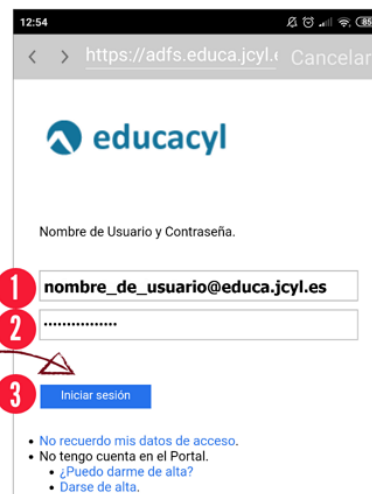 12:54
85
https://adfs.educa.jcyl.e Cancelar
educacyl
Nombre de Usuario y Contraseña.
1 nombre_de_usuario@educa.jcyl.es
2 ................
3 Iniciar sesión
• No recuerdo mis datos de acceso.
• No tengo cuenta en el Portal.
• ¿Puedo darme de alta?
• Darse de alta.